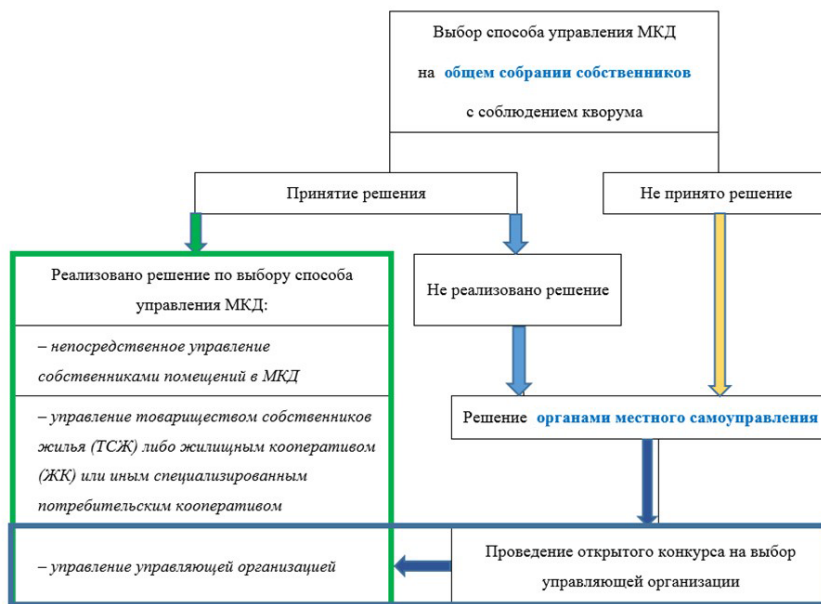 Выбор способа управления МКД
на общем собрании собственников
с соблюдением кворума
Принятие решения
Не принято решение
Реализовано решение по выбору способа
управления МКД:
Не реализовано решение
– непосредственное управление
собственниками помещений в МКД
– управление товариществом собственников
жилья (ТСЖ) либо жилищным кооперативом
(ЖК) или иным специализированным
потребительским кооперативом
Решение органами местного самоуправления
– управление управляющей организацией
Проведение открытого конкурса на выбор
управляющей организации